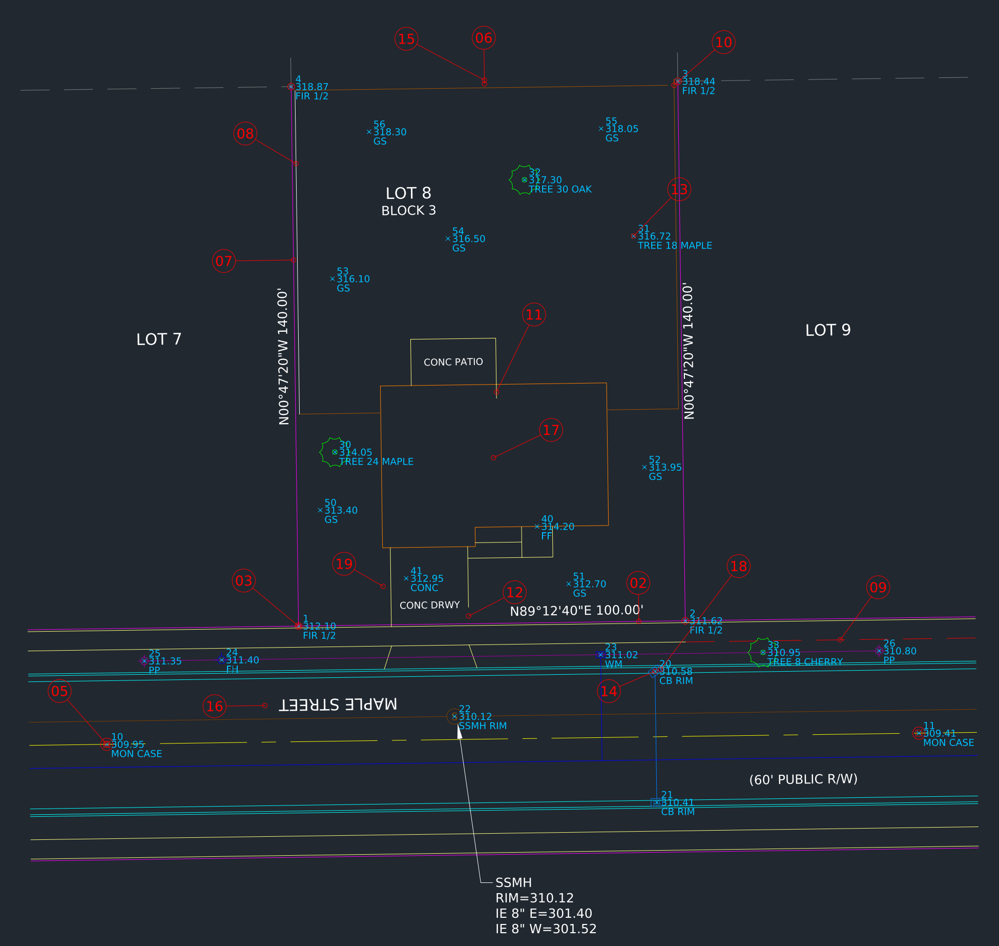 15
06
10
4
318.87
FIR 1/2
3
318.44
FIR 1/2
56
318.30
GS
55
318.05
GS
08
32
317.30
TREE 30 OAK
LOT 8
BLOCK 3
13
54
316.50
GS
31
316.72
TREE 18 MAPLE
07
53
316.10
GS
N00°47'20"W 140.00'
N00°47'20"W 140.00'
11
LOT 7
LOT 9
CONC PATIO
17
30
314.05
TREE 24 MAPLE
52
313.95
GS
50
313.40
GS
40
314.20
FF
19
03
41
312.95
CONC
51
312.70
GS
02
18
12
09
CONC DRWY
N89°12'40"E 100.00'
1
312.10
FIR 1/2
2
311.62
FIR 1/2
25
311.35
PP
24
311.40
FH
23
311.02
WM
33
310.95
TREE 8 CHERRY
26
310.80
PP
20
310.58
CB RIM
05
14
16
MAPLE STREET
22
310.12
SSMH RIM
10
309.95
MON CASE
11
309.41
MON CASE
(60' PUBLIC R/W)
21
310.41
CB RIM
SSMH
RIM=310.12
IE 8" E=301.40
IE 8" W=301.52